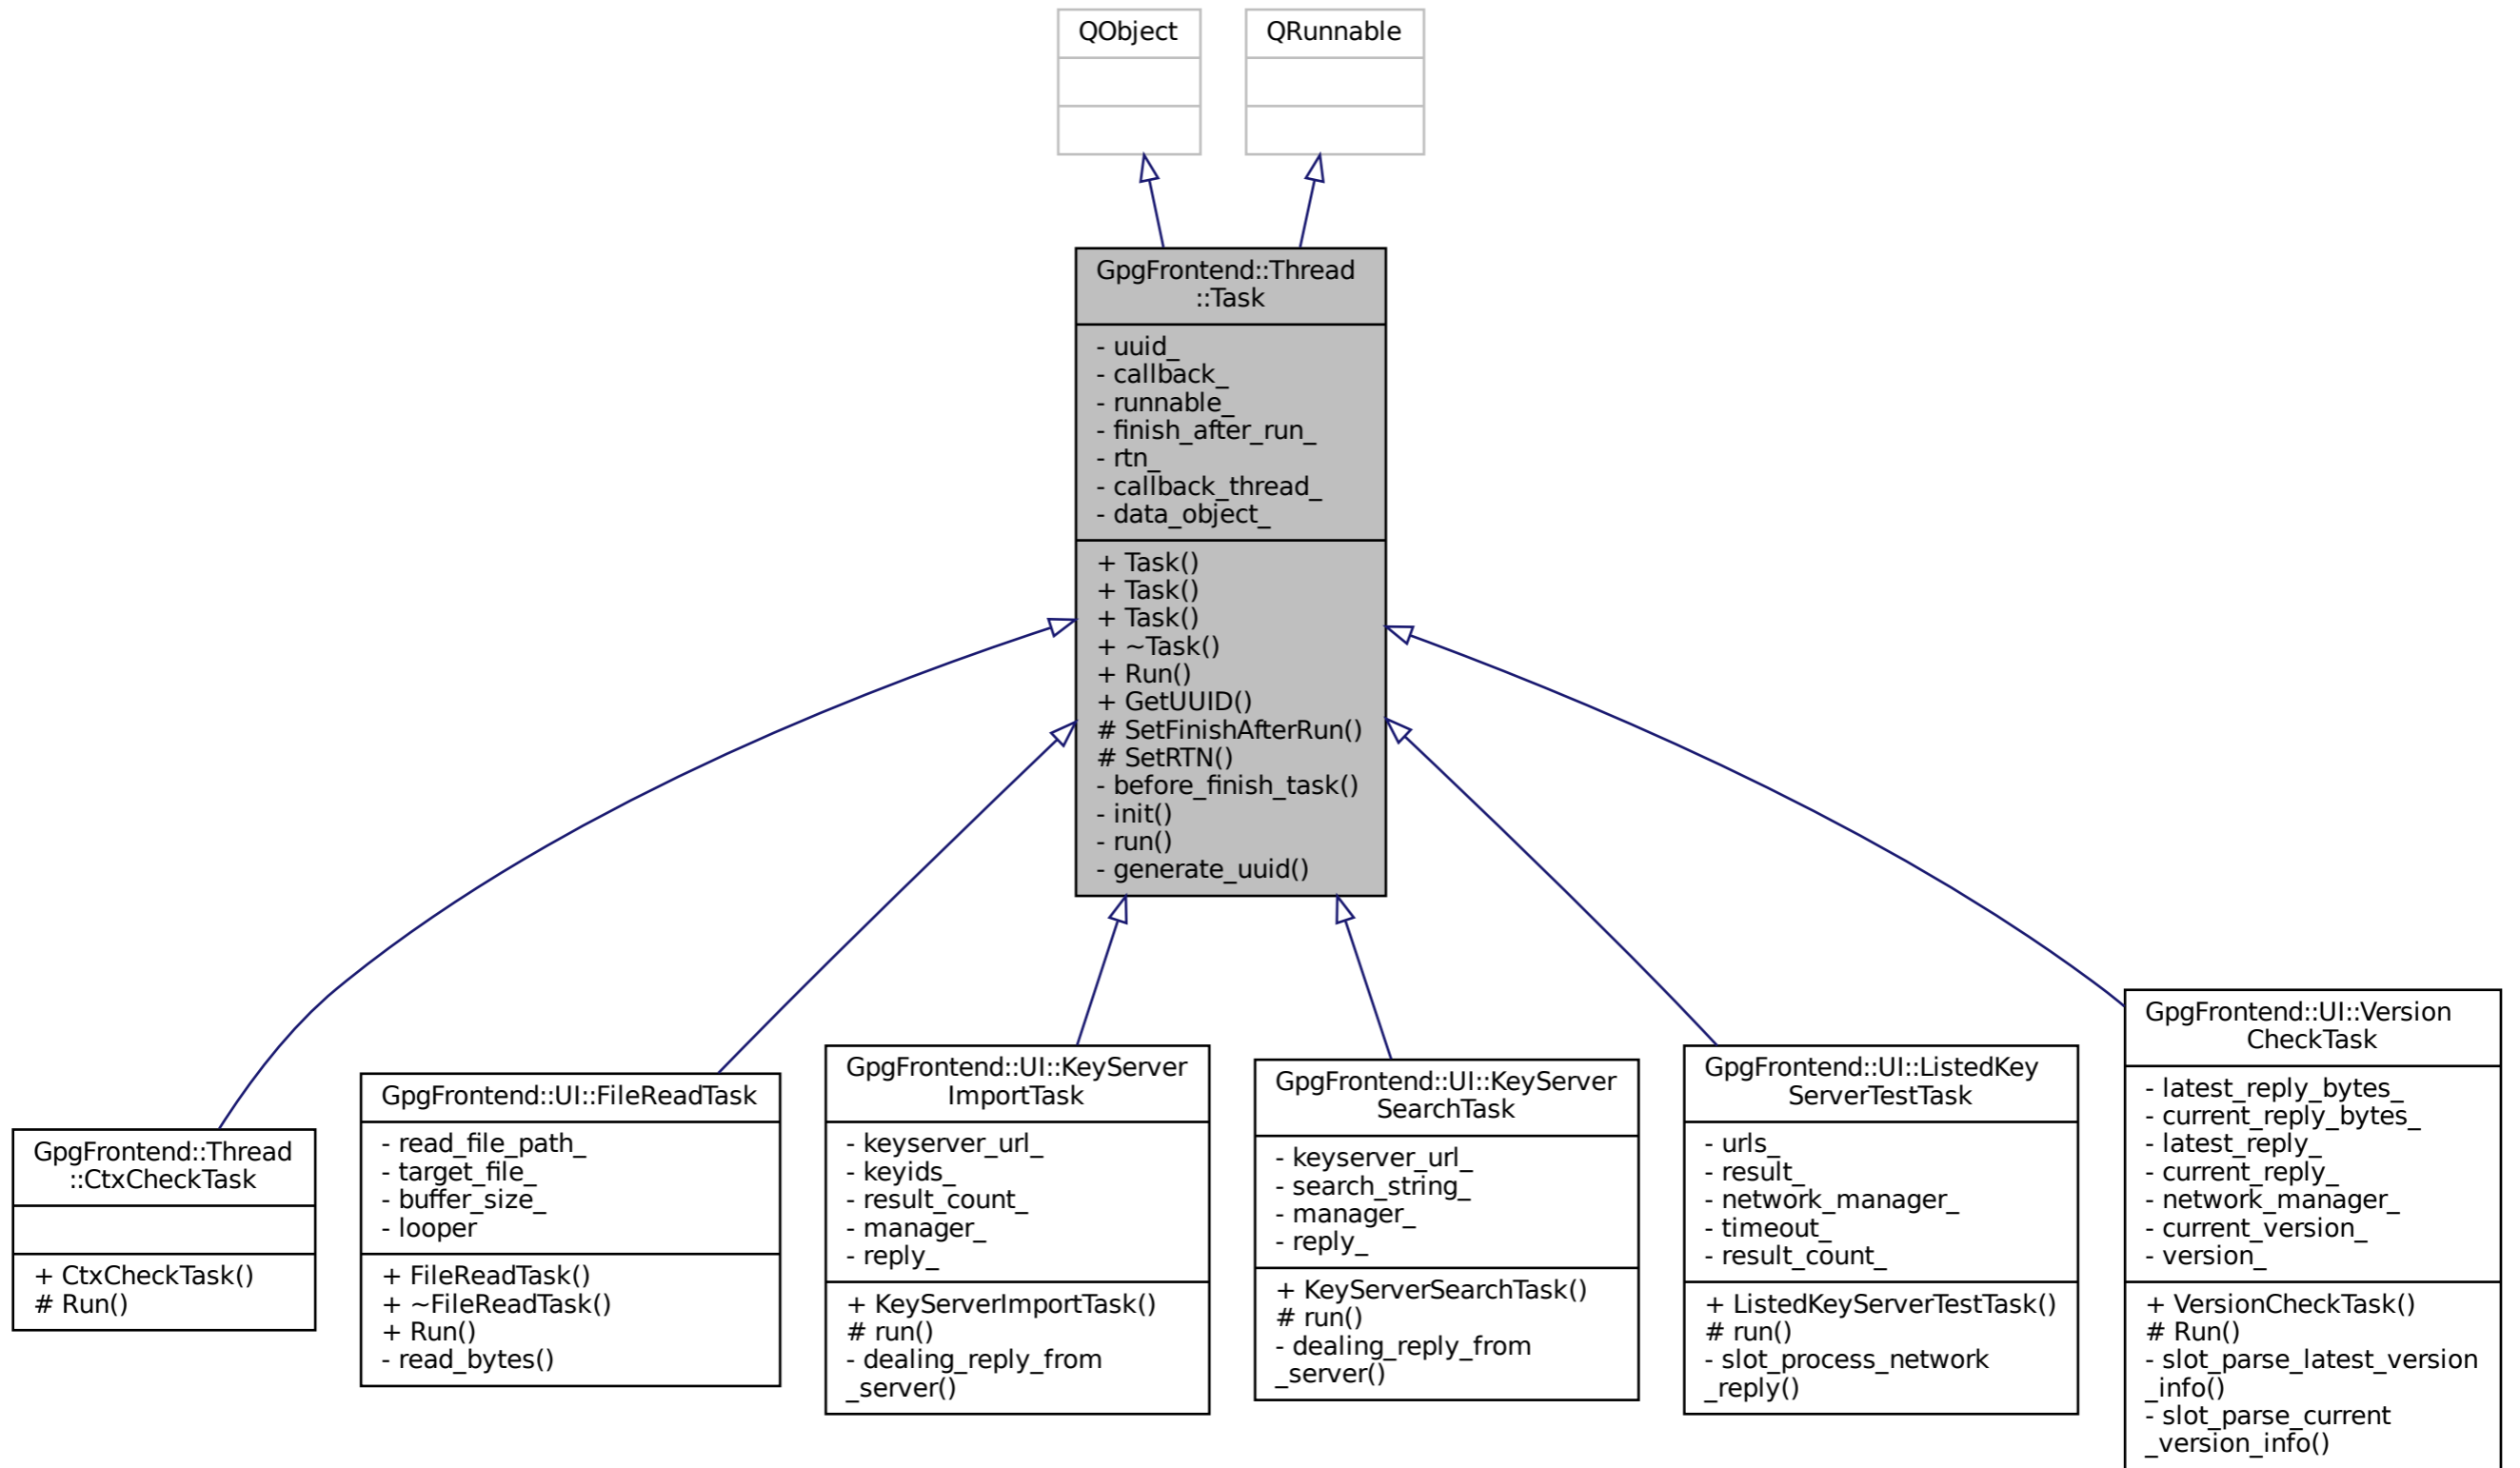 QObject
QRunnable
GpgFrontend::Thread
::Task
- uuid_
- callback_
- runnable_
- finish_after_run_
- rtn_
- callback_thread_
- data_object_
+ Task()
+ Task()
+ Task()
+ ~Task()
+ Run()
+ GetUUID()
# SetFinishAfterRun()
# SetRTN()
- before_finish_task()
- init()
- run()
- generate_uuid()
GpgFrontend::Thread
::CtxCheckTask
+ CtxCheckTask()
# Run()
GpgFrontend::UI::FileReadTask
- read_file_path_
- target_file_
- buffer_size_
- looper
+ FileReadTask()
+ ~FileReadTask()
+ Run()
- read_bytes()
GpgFrontend::UI::KeyServer
ImportTask
- keyserver_url_
- keyids_
- result_count_
- manager_
- reply_
+ KeyServerImportTask()
# run()
- dealing_reply_from
_server()
GpgFrontend::UI::KeyServer
SearchTask
- keyserver_url_
- search_string_
- manager_
- reply_
+ KeyServerSearchTask()
# run()
- dealing_reply_from
_server()
GpgFrontend::UI::ListedKey
ServerTestTask
- urls_
- result_
- network_manager_
- timeout_
- result_count_
+ ListedKeyServerTestTask()
# run()
- slot_process_network
_reply()
GpgFrontend::UI::Version
CheckTask
- latest_reply_bytes_
- current_reply_bytes_
- latest_reply_
- current_reply_
- network_manager_
- current_version_
- version_
+ VersionCheckTask()
# Run()
- slot_parse_latest_version
_info()
- slot_parse_current
_version_info()